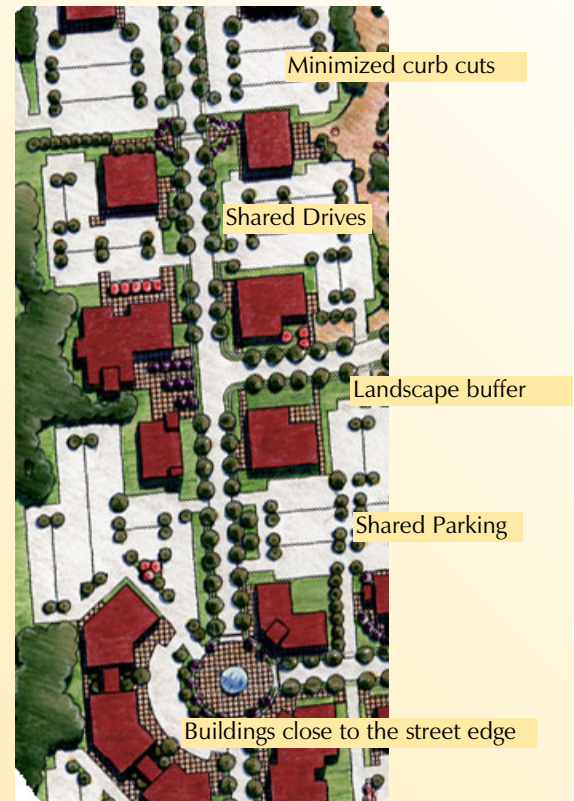 Minimized curb cuts
Shared Drives
Landscape buffer
Shared Parking
Buildings close to the street edge